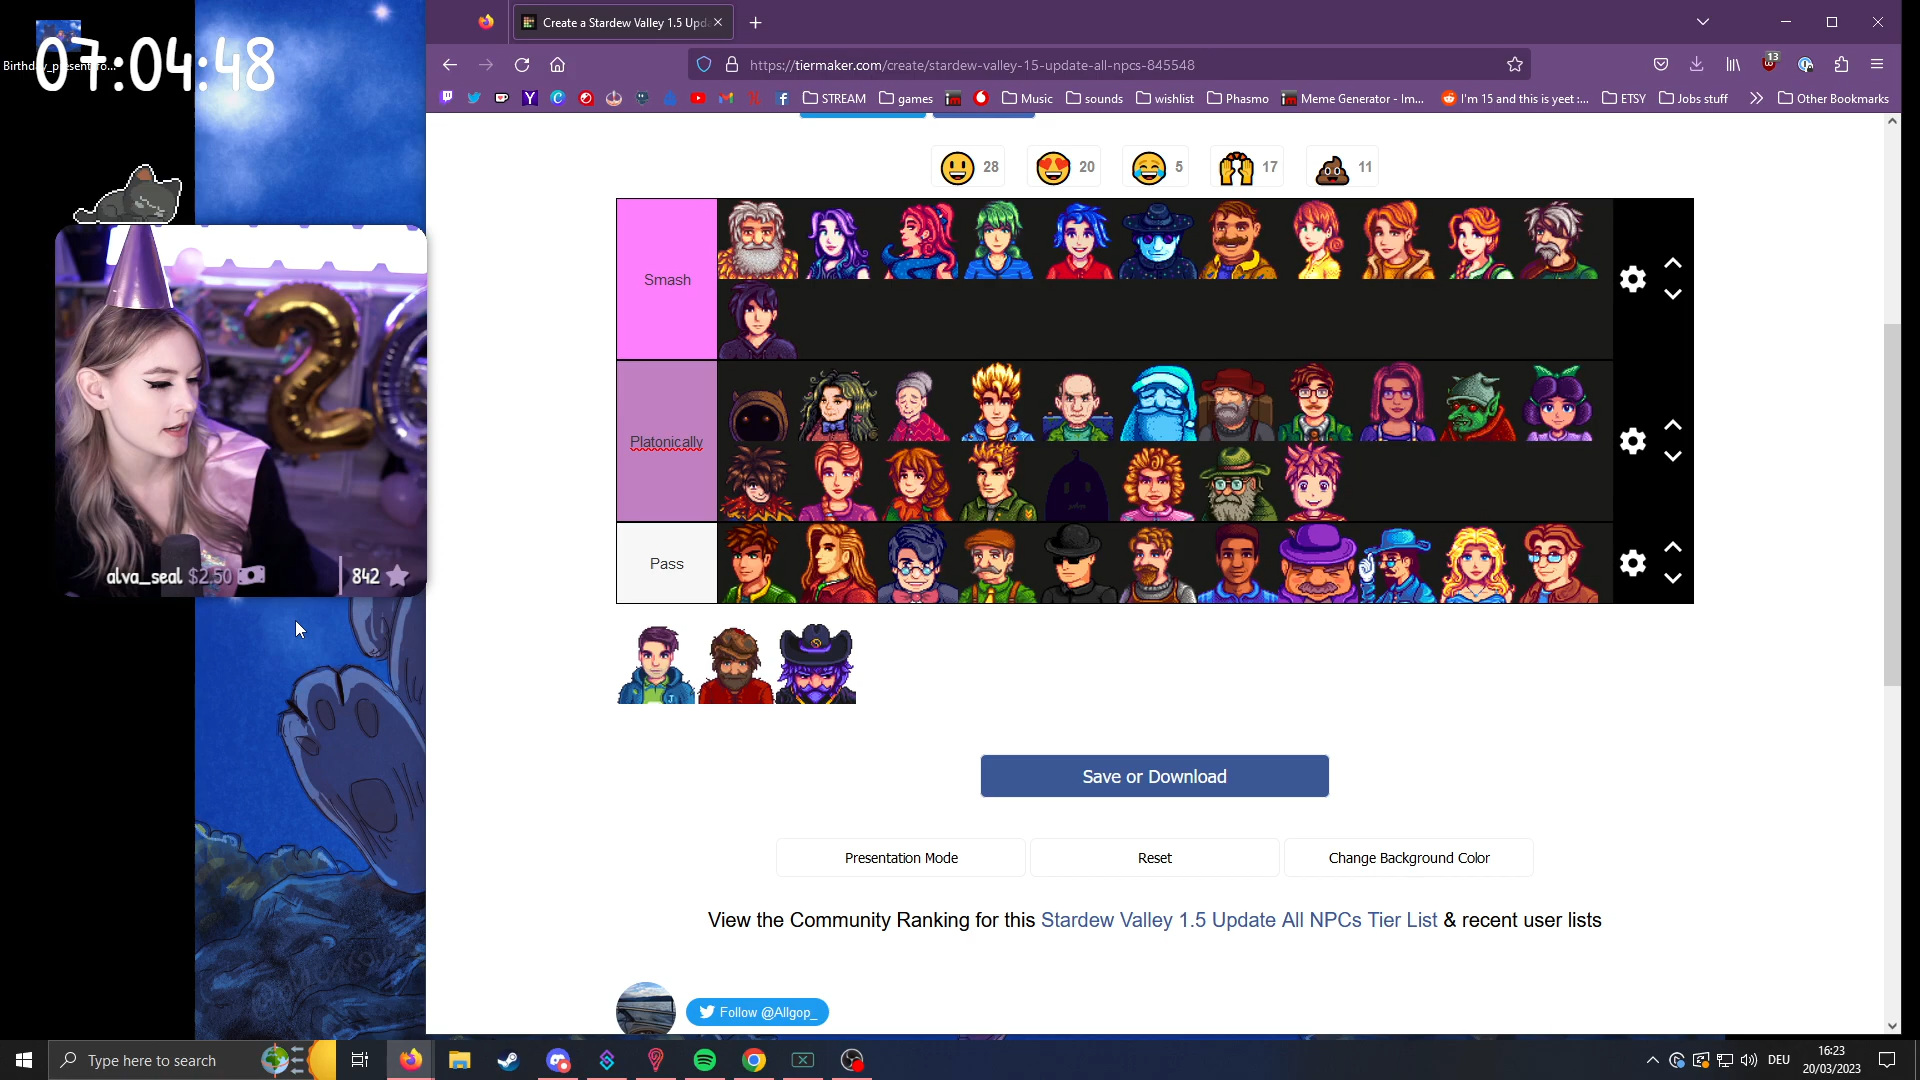 Create a Stardew Valley 1.5 Upd
Birthday_present fo...
07:04:48
https://tiermaker.com/create/stardew-valley-15-update-all-npcs-845548
13
STREAM
games
Music
sounds
wishlist
Phasmo
Meme Generator - Im...
I'm 15 and this is yeet :...
ETSY
Jobs stuff
Other Bookmarks
28
20
5
17
11
Smash
Platonically
Pass
2
alva_seal $2.50
842
Save or Download
Presentation Mode
Reset
Change Background Color
View the Community Ranking for this Stardew Valley 1.5 Update All NPCs Tier List & recent user lists
Follow @Allgop_
Type here to search
DEU
16:23
20/03/2023